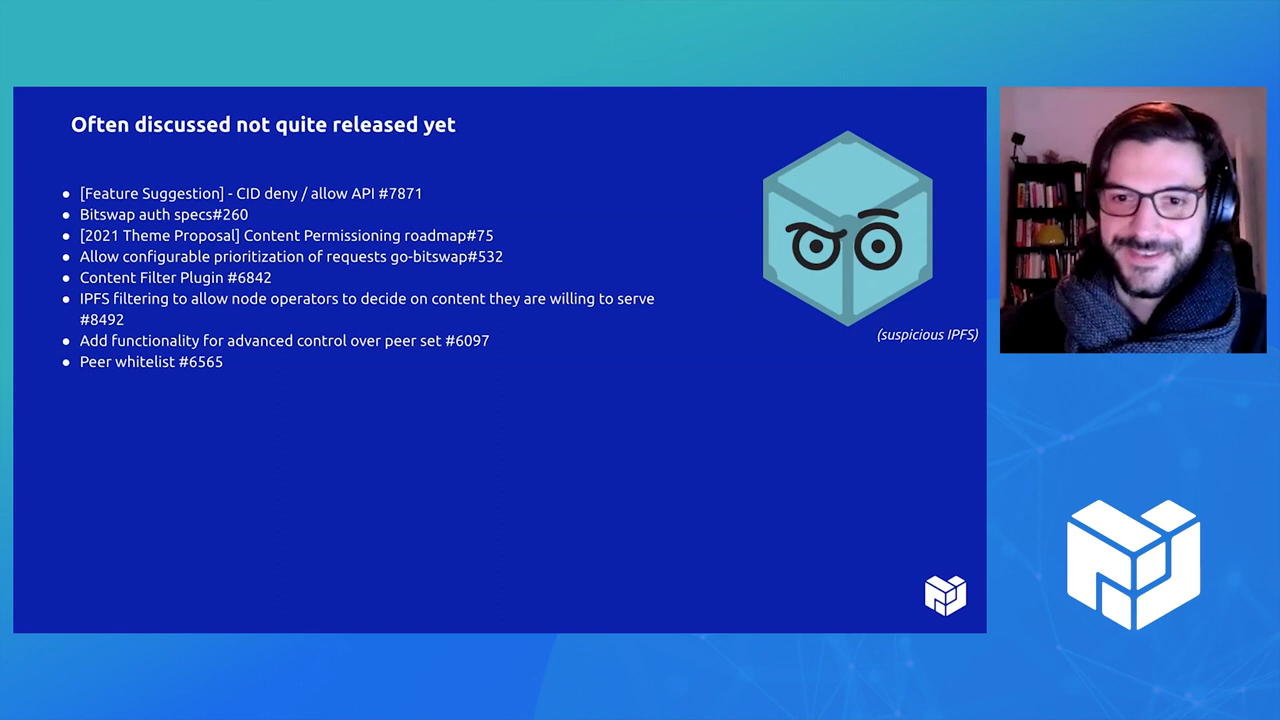 Often discussed not quite released yet
[Feature Suggestion] - CID deny / allow API #7871
Bitswap auth specs#260
[2021 Theme Proposal] Content Permissioning roadmap#75
Allow configurable prioritization of requests go-bitswap#532
Content Filter Plugin #6842
IPFS filtering to allow node operators to decide on content they are willing to serve
#8492
Add functionality for advanced control over peer set #6097
Peer whitelist #6565
(suspicious IPFS)